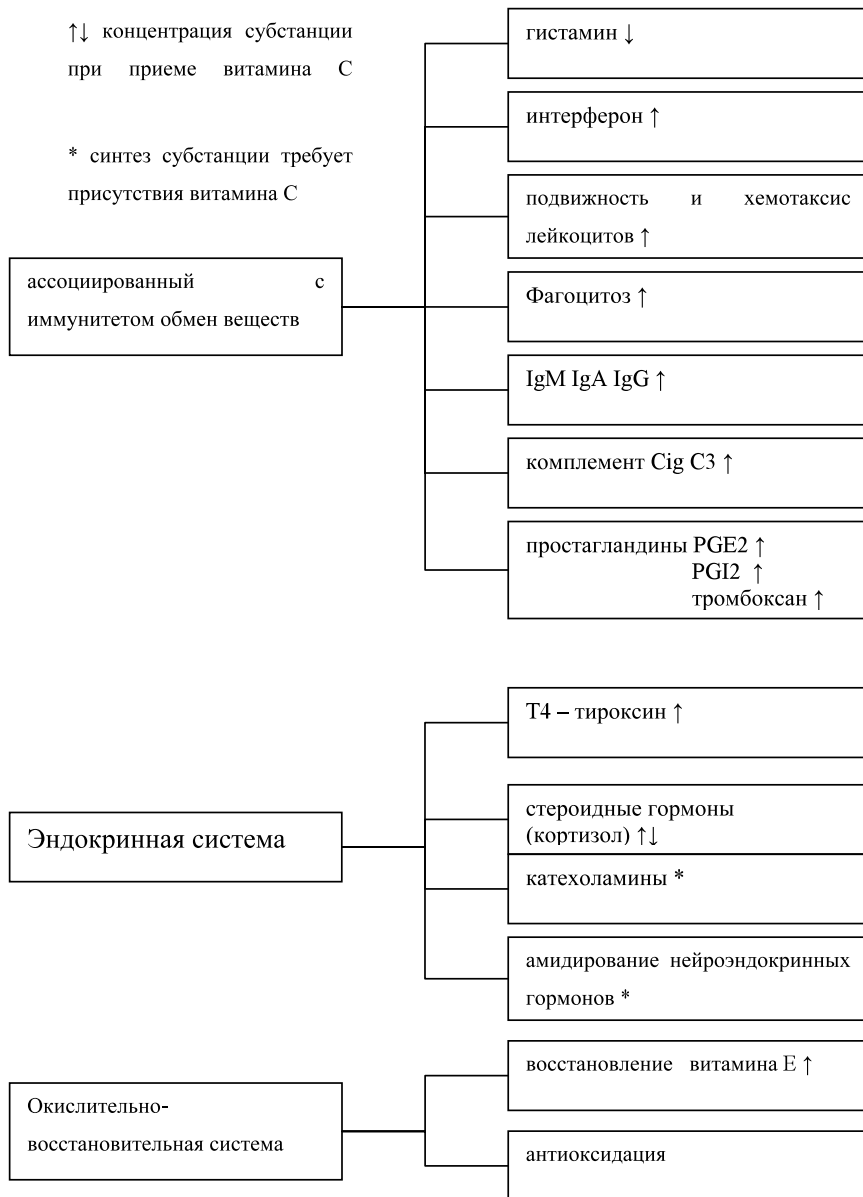 ↑↓ концентрация субстанции
при приеме витамина С
* синтез субстанции требует
присутствия витамина С
ассоциированный с
иммунитетом обмен веществ
гистамин ↓
интерферон ↑
подвижность и хемотаксис
лейкоцитов ↑
Фагоцитоз ↑
IgM IgA IgG ↑
комплемент Cig C3 ↑
простагландины PGE2 ↑
PGI2 ↑
тромбоксан ↑
Эндокринная система
Т4 – тироксин ↑
стероидные гормоны
(кортизол) ↑↓
катехоламины *
амидирование нейроэндокринных
гормонов *
Окислительно-
восстановительная система
восстановление витамина Е ↑
антиоксидация